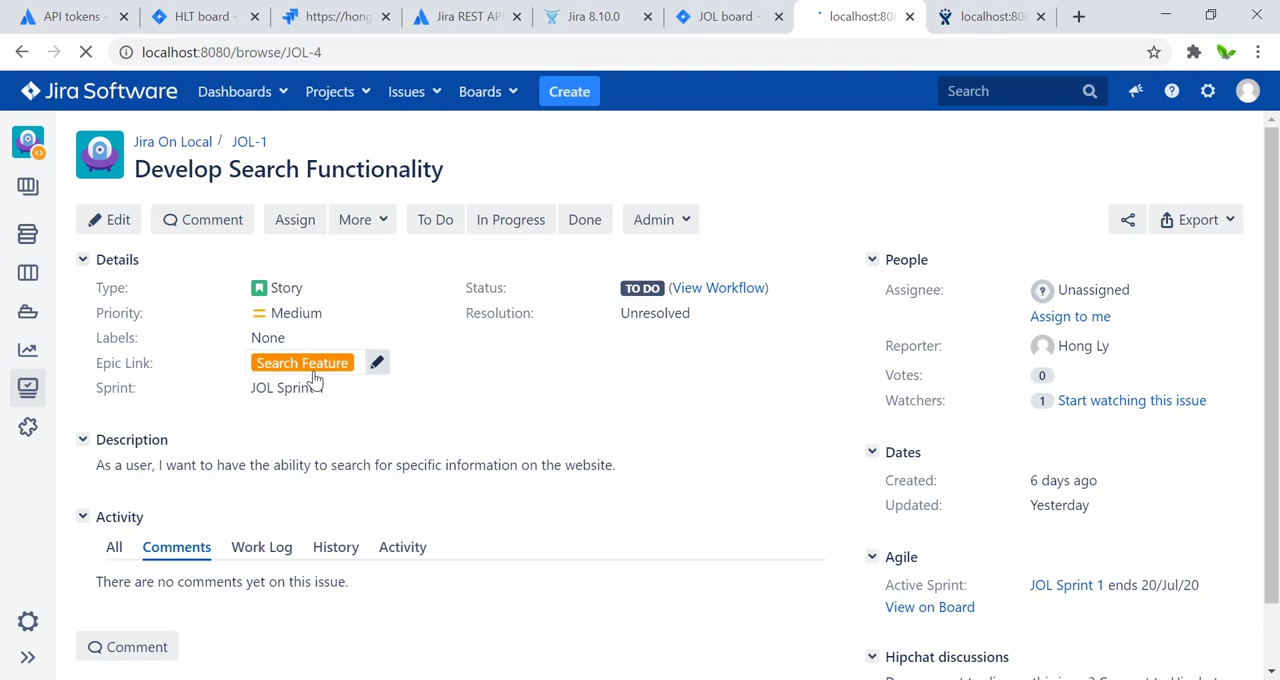 API tokens
HLT board -
https://hong
Jira REST AP
Jira 8.10.0
JOL board -
localhost:80
localhost:80
localhost:8080/browse/JOL-4
Jira Software Dashboards Projects Issues Boards Create Search
Jira On Local / JOL-1
Develop Search Functionality
Edit Comment Assign More To Do In Progress Done Admin Export
Details
Type: Story Status: TO DO (View Workflow)
Priority: Medium Resolution: Unresolved
Labels: None
Epic Link: Search Feature
Sprint: JOL Sprint
Description
As a user, I want to have the ability to search for specific information on the website.
Activity
All Comments Work Log History Activity
There are no comments yet on this issue.
Comment
People
Assignee: Unassigned
Assign to me
Reporter: Hong Ly
Votes: 0
Watchers: 1 Start watching this issue
Dates
Created: 6 days ago
Updated: Yesterday
Agile
Active Sprint: JOL Sprint 1 ends 20/Jul/20
View on Board
Hipchat discussions